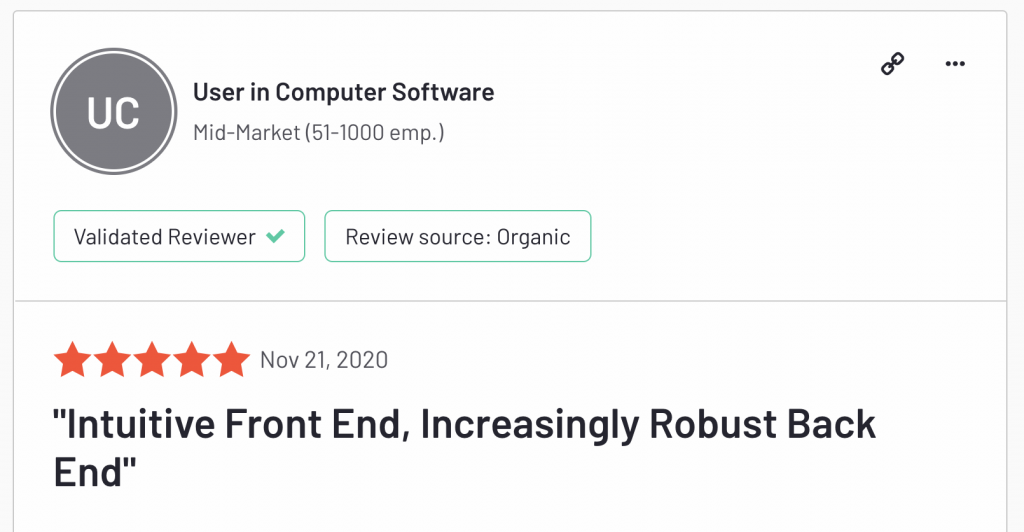 UC
User in Computer Software
Mid-Market (51-1000 emp.)
Validated Reviewer
Review source: Organic
Nov 21, 2020
"Intuitive Front End, Increasingly Robust Back
End"